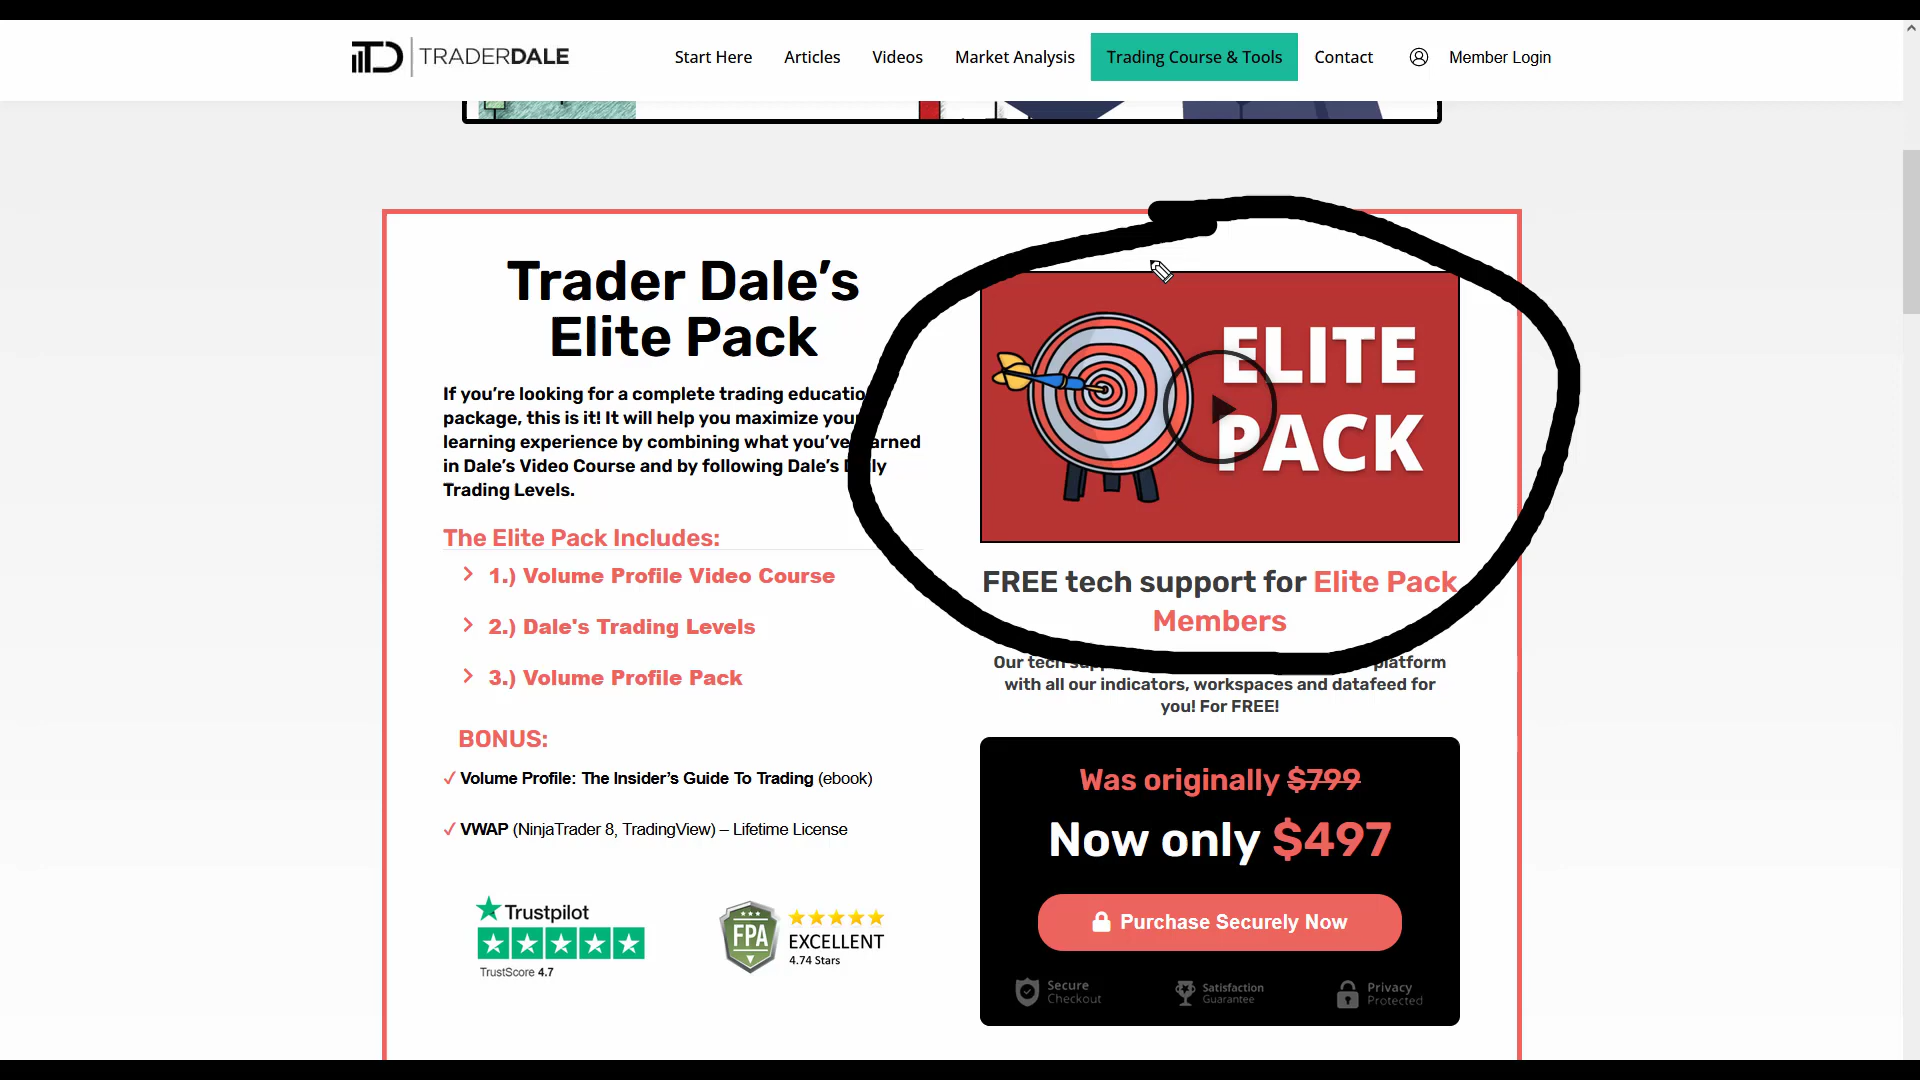 TD TRADERDALE
Start Here Articles Videos Market Analysis Trading Course & Tools Contact Member Login
Trader Dale’s
Elite Pack
If you’re looking for a complete trading educatio
package, this is it! It will help you maximize your
learning experience by combining what you’ve arned
in Dale’s Video Course and by following Dale’s D ly
Trading Levels.
The Elite Pack Includes:
1.) Volume Profile Video Course
2.) Dale's Trading Levels
3.) Volume Profile Pack
BONUS:
✓ Volume Profile: The Insider’s Guide To Trading (ebook)
✓ VWAP (NinjaTrader 8, TradingView) – Lifetime License
Trustpilot
TrustScore 4.7
FPA
EXCELLENT
4.74 Stars
ELITE
PACK
FREE tech support for Elite Pack
Members
Our tech platform
with all our indicators, workspaces and datafeed for
you! For FREE!
Was originally $799
Now only $497
Purchase Securely Now
Secure
Checkout
Satisfaction
Guarantee
Privacy
Protected